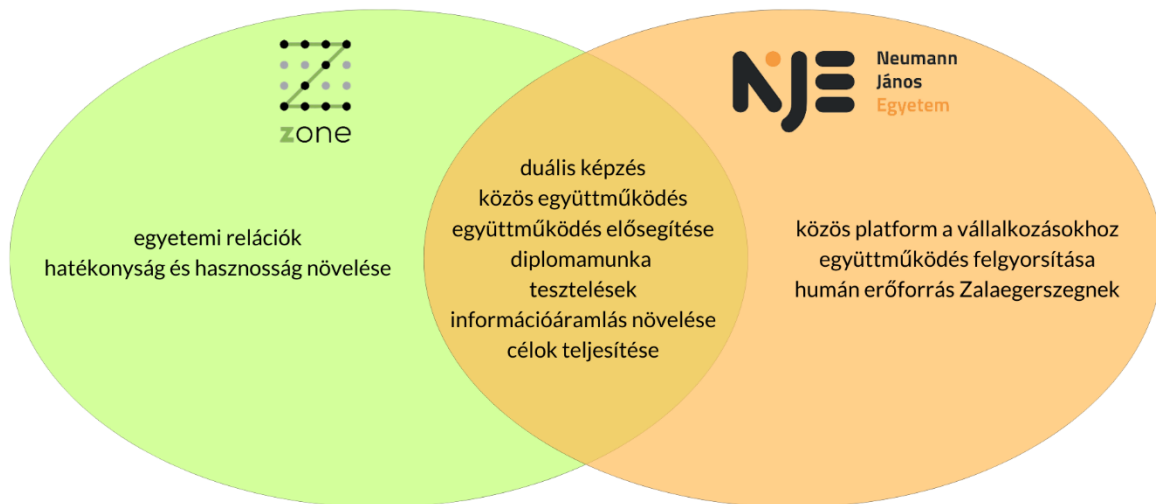 zone
NJE
Neumann
János
Egyetem
egyetemi relációk
hatékonyság és hasznosság növelése
duális képzés
közös együttműködés
együttműködés elősegítése
diplomamunka
tesztelések
információáramlás növelése
célok teljesítése
közös platform a vállalkozásokhoz
együttműködés felgyorsítása
humán erőforrás Zalaegerszegnek